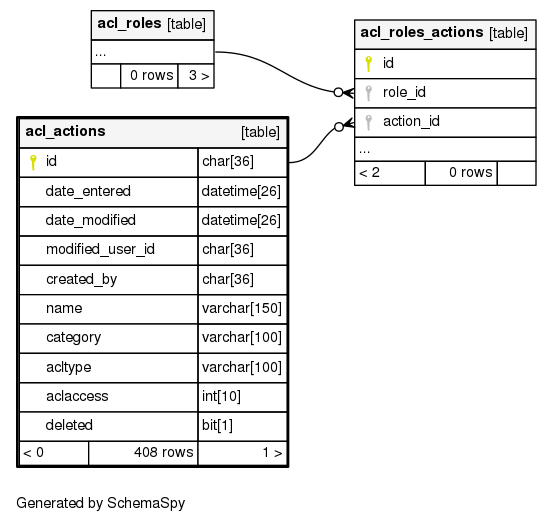 acl_roles [table]
...
0 rows 3 >
acl_roles_actions [table]
id
role_id
action_id
...
< 2 0 rows
acl_actions [table]
id char[36]
date_entered datetime[26]
date_modified datetime[26]
modified_user_id char[36]
created_by char[36]
name varchar[150]
category varchar[100]
acltype varchar[100]
aclaccess int[10]
deleted bit[1]
< 0 408 rows 1 >
Generated by SchemaSpy